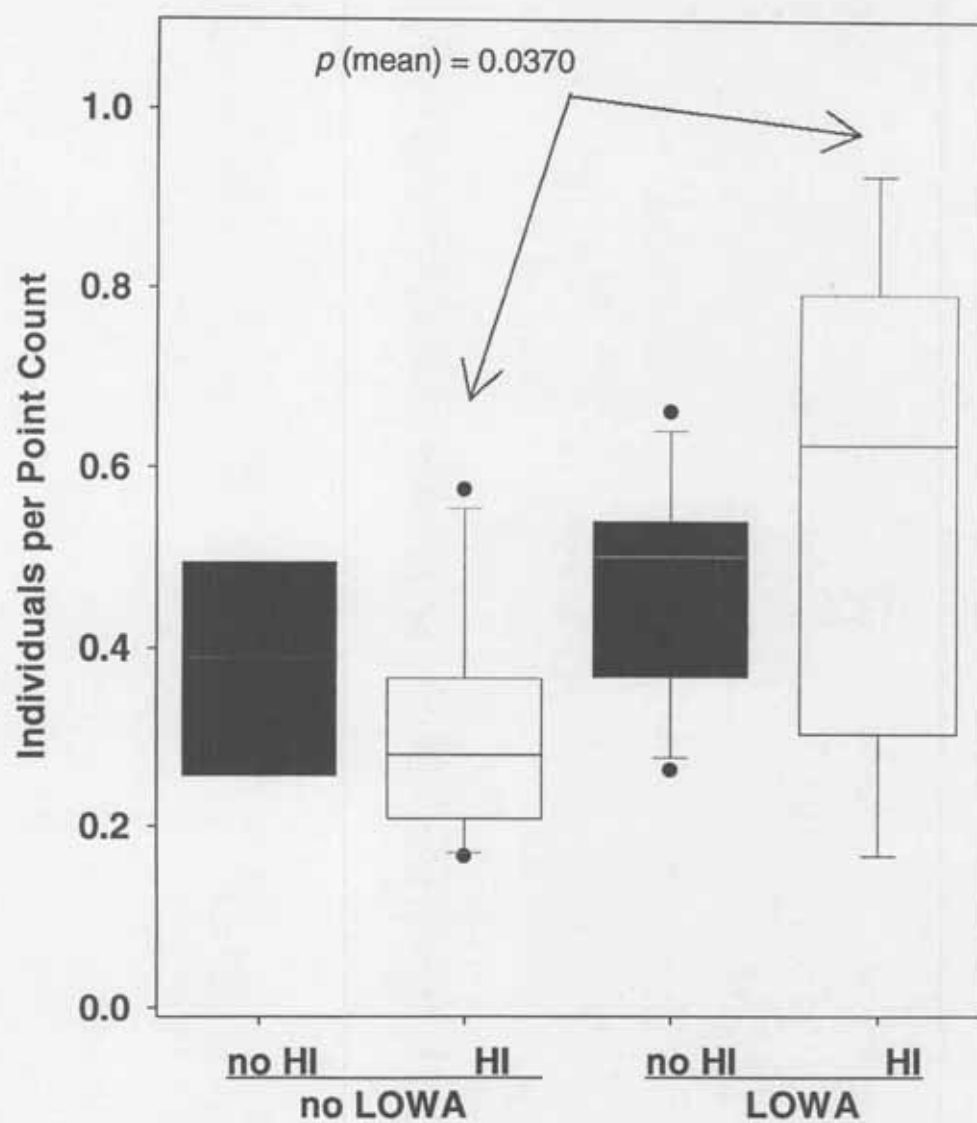 p (mean) = 0.0370
1.0
0.8
0.6
0.4
0.2
0.0
Individuals per Point Count
no HI HI no HI HI
no LOWA LOWA